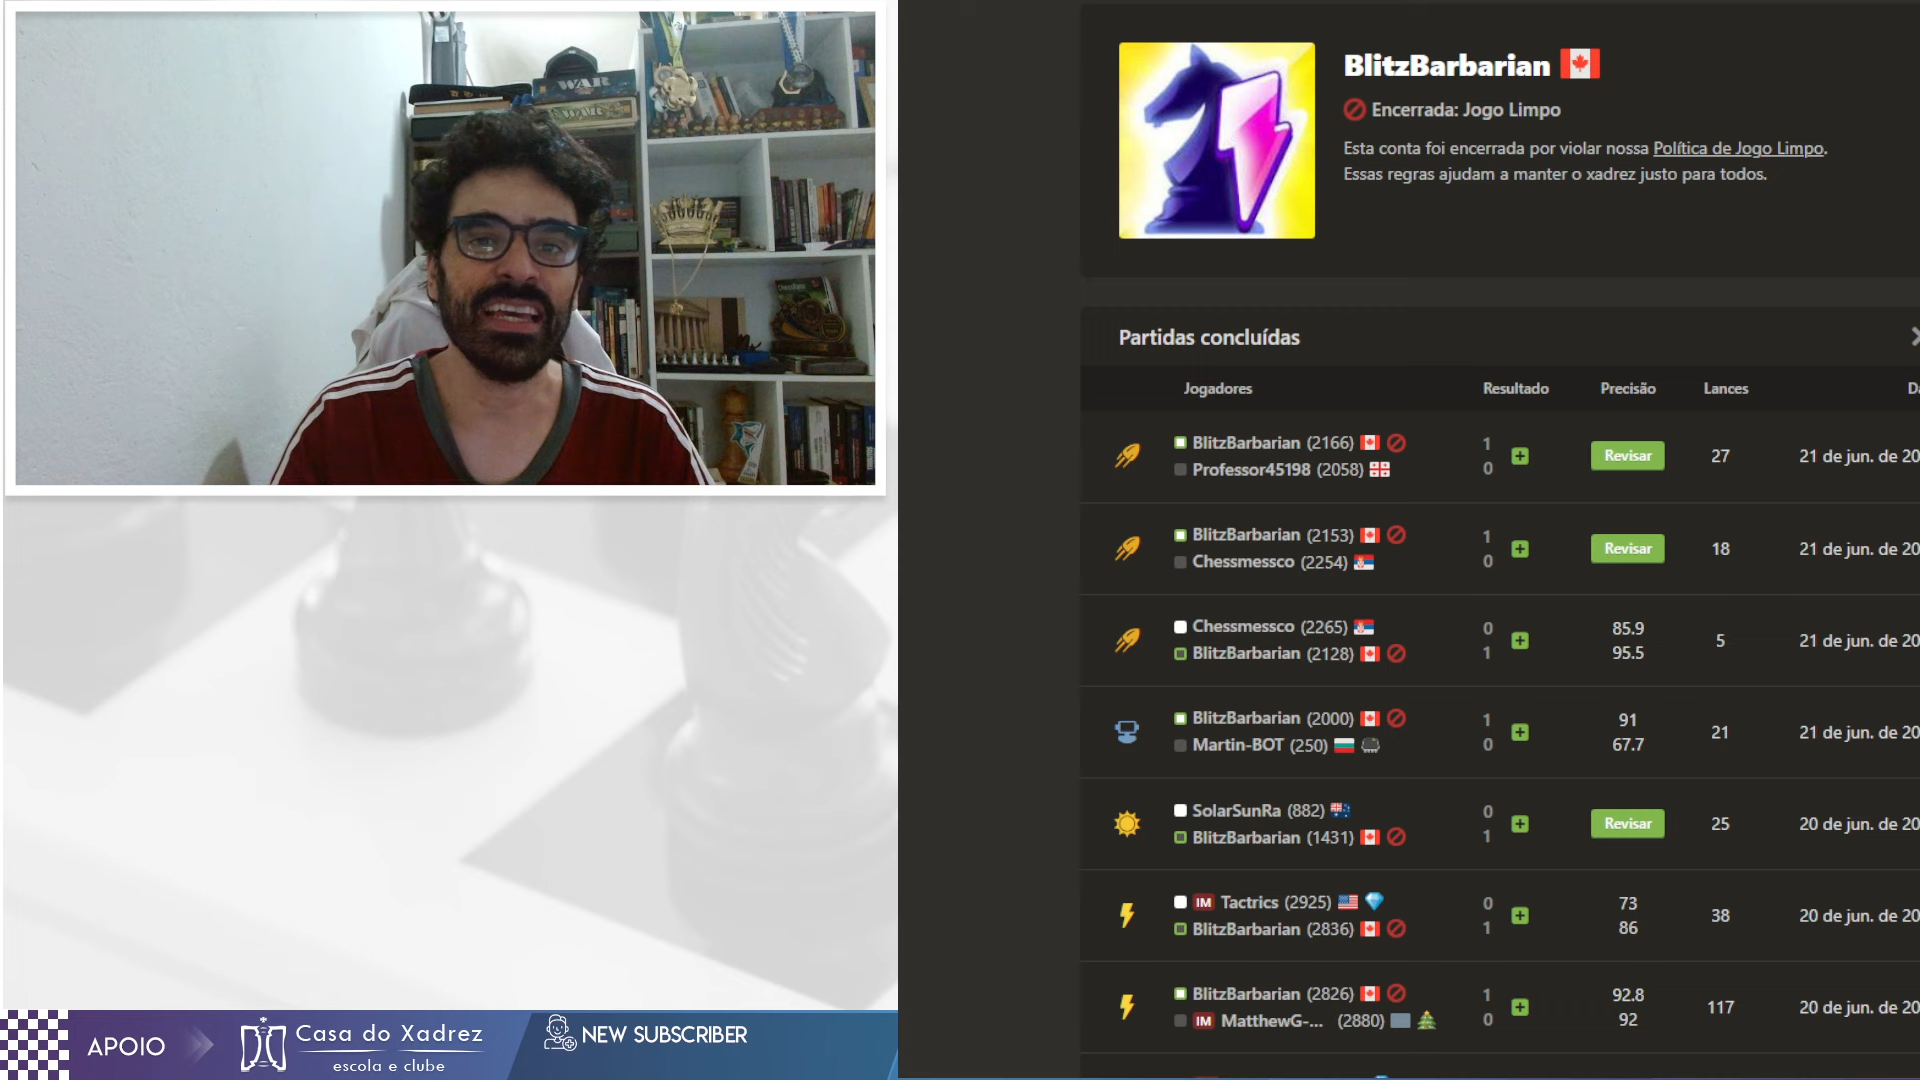 WAR
BlitzBarbarian
Encerrada: Jogo Limpo
Esta conta foi encerrada por violar nossa Política de Jogo Limpo.
Essas regras ajudam a manter o xadrez justo para todos.
Partidas concluídas
Jogadores Resultado Precisão Lances
BlitzBarbarian (2166) 1
Professor45198 (2058) 0
Revisar 27 21 de jun. de 20
BlitzBarbarian (2153) 1
Chessmessco (2254) 0
Revisar 18 21 de jun. de 20
Chessmessco (2265) 0 85.9
BlitzBarbarian (2128) 1 95.5
5 21 de jun. de 20
BlitzBarbarian (2000) 1 91
Martin-BOT (250) 0 67.7
21 21 de jun. de 20
SolarSunRa (882) 0
BlitzBarbarian (1431) 1
Revisar 25 20 de jun. de 20
IM Tactrics (2925) 0 73
BlitzBarbarian (2836) 1 86
38 20 de jun. de 20
BlitzBarbarian (2826) 1 92.8
IM MatthewG-... (2880) 0 92
117 20 de jun. de 20
APOIO
Casa do Xadrez
escola e clube
NEW SUBSCRIBER